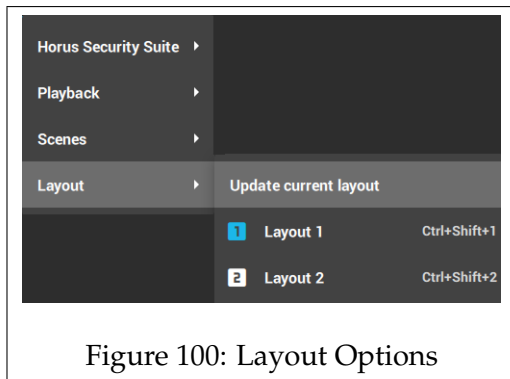 Horus Security Suite
Playback
Scenes
Layout
Update current layout
1 Layout 1 Ctrl+Shift+1
2 Layout 2 Ctrl+Shift+2
Figure 100: Layout Options